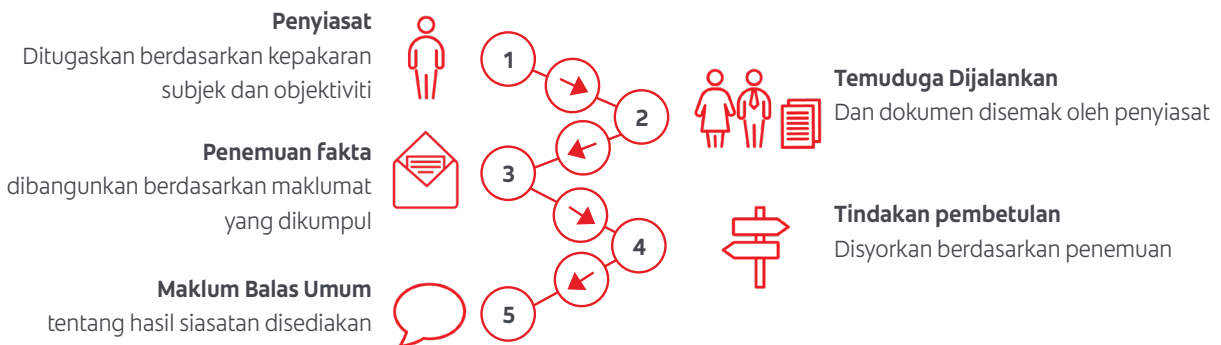 Penyiasat
Ditugaskan berdasarkan kepakaran
subjek dan objektiviti
1
Temuduga Dijalankan
Dan dokumen disemak oleh penyiasat
2
Penemuan fakta
dibangunkan berdasarkan maklumat
yang dikumpul
3
Tindakan pembetulan
Disyorkan berdasarkan penemuan
4
Maklum Balas Umum
tentang hasil siasatan disediakan
5